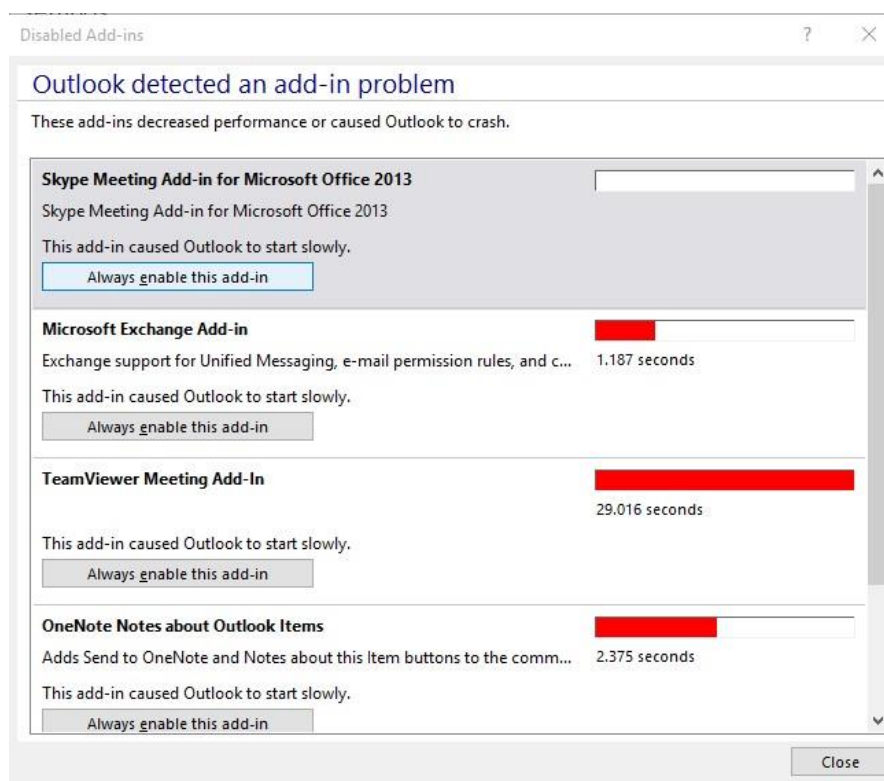 Disabled Add-ins
?
Outlook detected an add-in problem
These add-ins decreased performance or caused Outlook to crash.
Skype Meeting Add-in for Microsoft Office 2013
Skype Meeting Add-in for Microsoft Office 2013
This add-in caused Outlook to start slowly.
Always enable this add-in
Microsoft Exchange Add-in
Exchange support for Unified Messaging, e-mail permission rules, and c... 1.187 seconds
This add-in caused Outlook to start slowly.
Always enable this add-in
TeamViewer Meeting Add-In
29.016 seconds
This add-in caused Outlook to start slowly.
Always enable this add-in
OneNote Notes about Outlook Items
Adds Send to OneNote and Notes about this Item buttons to the comm... 2.375 seconds
This add-in caused Outlook to start slowly.
Always enable this add-in
Close